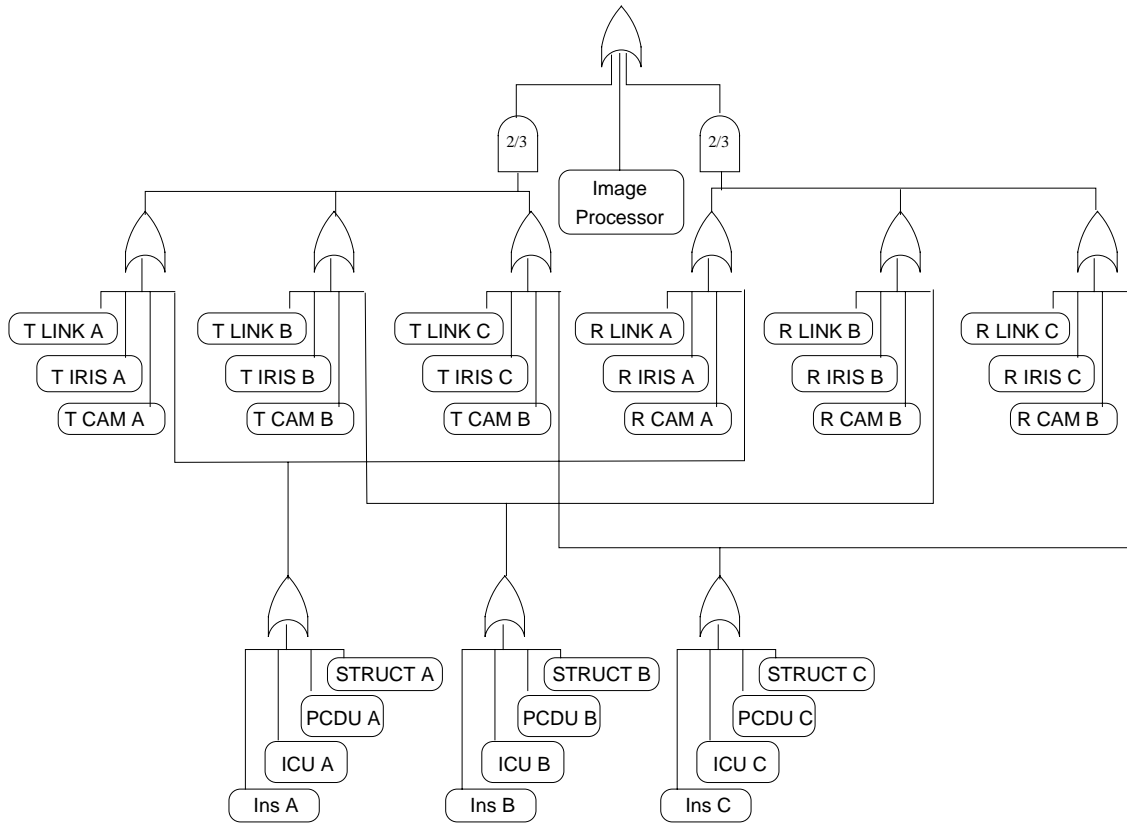 2/3
2/3
Image
Processor
T LINK A
T LINK B
T LINK C
R LINK A
R LINK B
R LINK C
T IRIS A
T IRIS B
T IRIS C
R IRIS A
R IRIS B
R IRIS C
T CAM A
T CAM B
T CAM B
R CAM A
R CAM B
R CAM B
STRUCT A
STRUCT B
STRUCT C
PCDU A
PCDU B
PCDU C
ICU A
ICU B
ICU C
Ins A
Ins B
Ins C